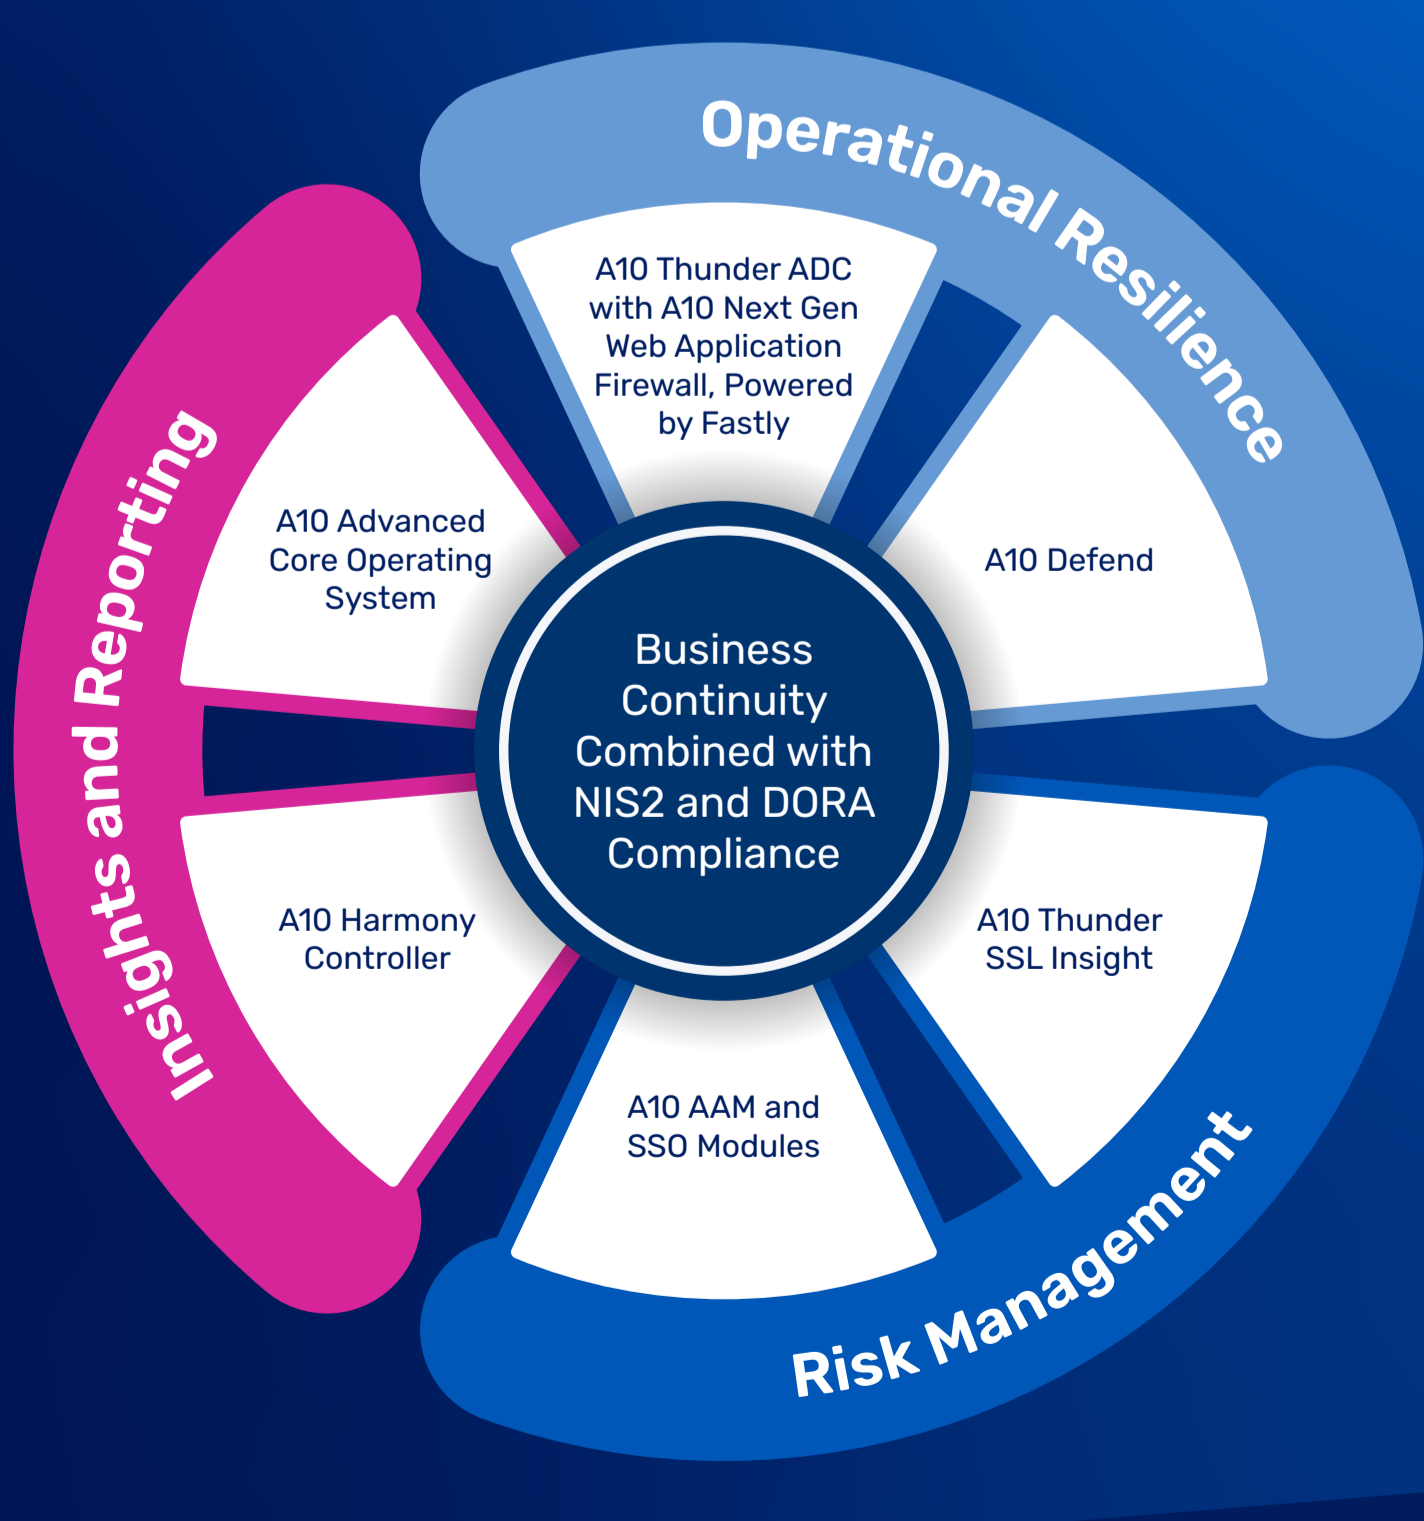 Operational Resilience
A10 Thunder ADC
with A10 Next Gen
Web Application
Firewall, Powered
by Fastly
A10 Defend
Insights and Reporting
A10 Advanced
Core Operating
System
A10 Harmony
Controller
Business
Continuity
Combined with
NIS2 and DORA
Compliance
Risk Management
A10 Thunder
SSL Insight
A10 AAM and
SSO Modules